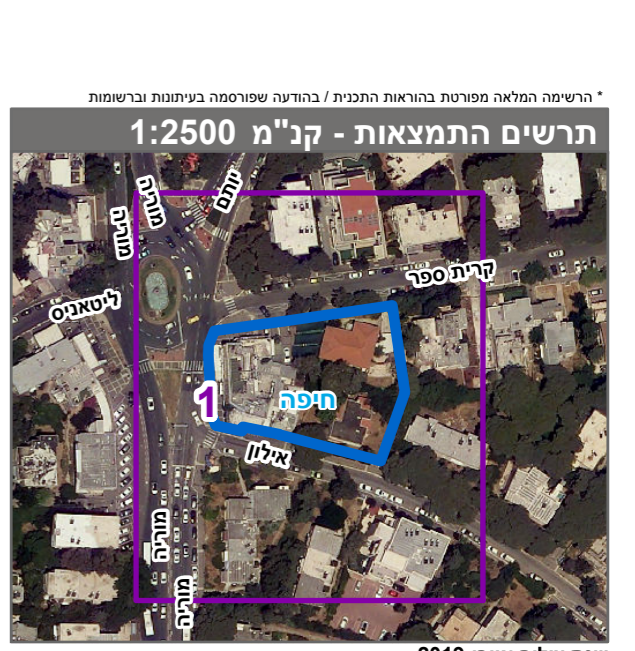 * הרשימה המלאה מפורטת בהוראות התכנית / בהודעה שפורסמה בעיתונות וברשומות
תרשים התמצאות - קנ"מ 1:2500
יותם
מוריה
מוריה
קרית ספר
ליטאניס
חיפה
1
אילון
מוריה
מוריה